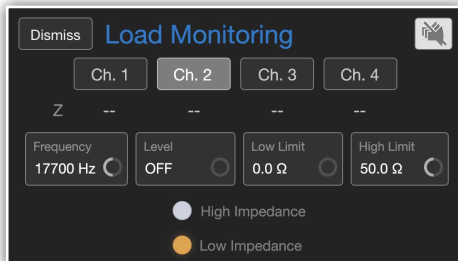 Dismiss Load Monitoring
Ch. 1 Ch. 2 Ch. 3 Ch. 4
Z -- -- -- --
Frequency Level Low Limit High Limit
17700 Hz OFF 0.0 Ω 50.0 Ω
High Impedance
Low Impedance